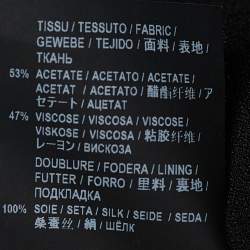 TISSU / TESSUTO / FABRIC /
GEWEBE / TEJIDO / 面料 / 表地 /
ТКАНЬ
53% ACETATE / ACETATO / ACETATE /
ACETAT / ACETATO / 醋酯纤维 / ア
セテート / АЦЕТАТ
47% VISCOSE / VISCOSA / VISCOSE /
VISKOSE / VISCOSA / 粘胶纤维 /
レーヨン / ВИСКОЗА
DOUBLURE / FODERA / LINING /
FUTTER / FORRO / 里料 / 裏地 /
ПОДКЛАДКА
100% SOIE / SETA / SILK / SEIDE / SEDA /
桑蚕丝 / 絹 / ШЁЛК